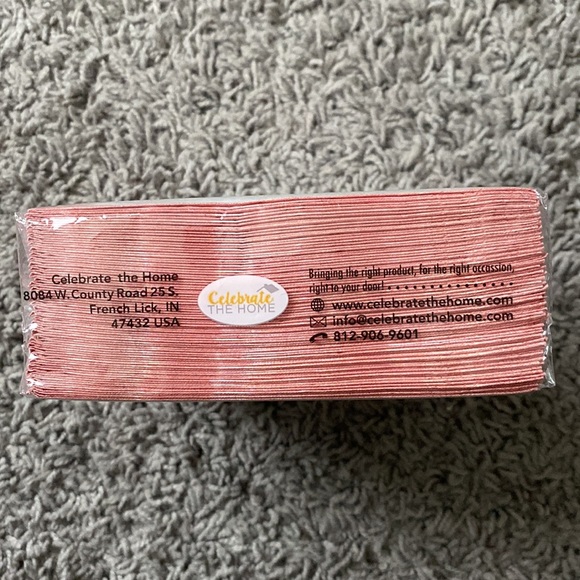 Celebrate the Home
8084 W. County Road 25 S.
French Lick, IN
47432 USA
Celebrate
THE HOME
Bringing the right product, for the right occassion,
right to your door! . . . . . . . . . . . . . . . . . . . .
www.celebratethehome.com
info@celebratethehome.com
812-906-9601